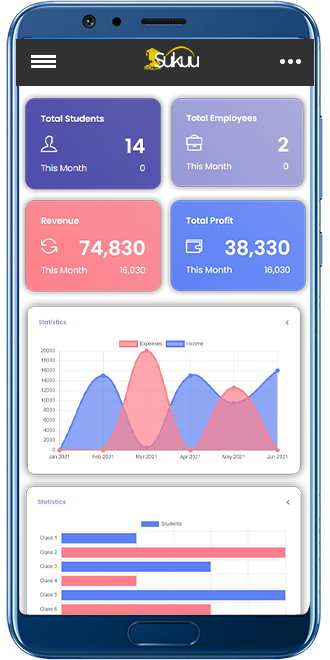 Sukuu
Total Students
14
This Month 0
Total Employees
2
This Month 0
Revenue
74,830
This Month 16,030
Total Profit
38,330
This Month 16,030
Statistics
Expenses Income
20000
18000
16000
14000
12000
10000
8000
6000
4000
2000
0
Jan 2021 Feb 2021 Mar 2021 Apr 2021 May 2021 Jun 2021
Statistics
Students
Class 1
Class 2
Class 3
Class 4
Class 5
Class 6